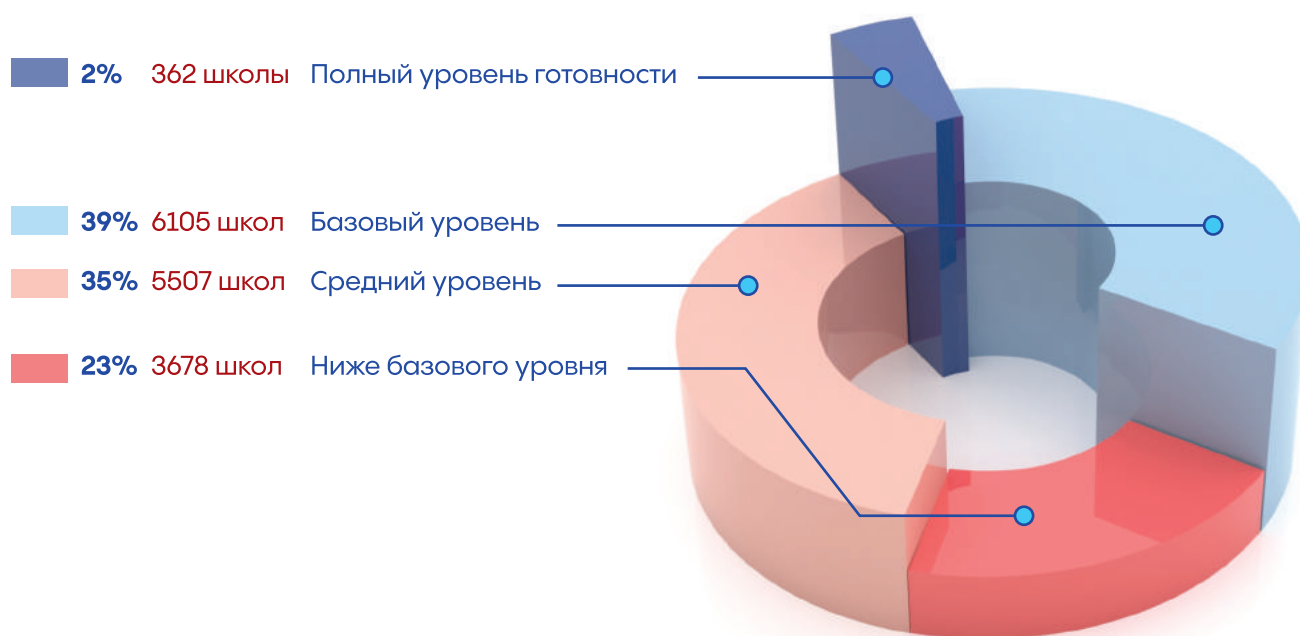 2% 362 школы Полный уровень готовности
39% 6105 школ Базовый уровень
35% 5507 школ Средний уровень
23% 3678 школ Ниже базового уровня